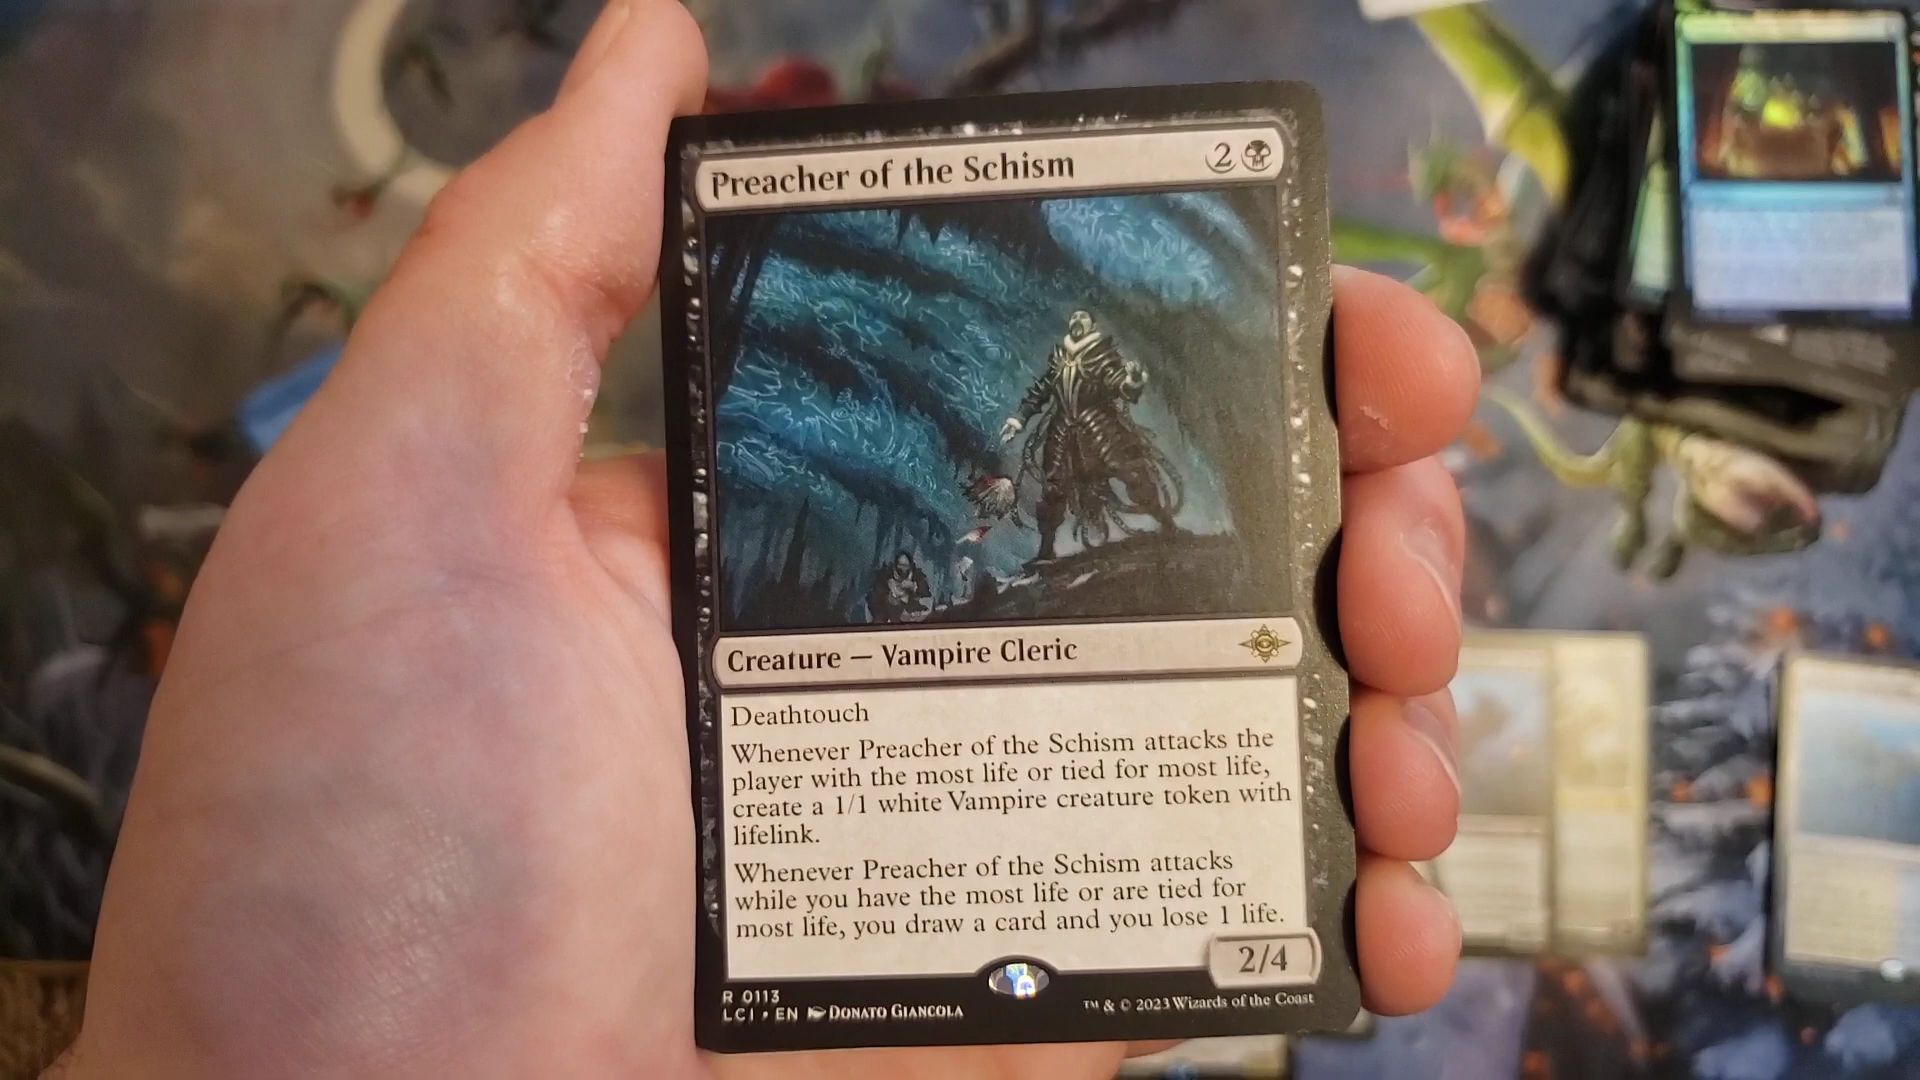 Preacher of the Schism 2
Creature — Vampire Cleric
Deathtouch
Whenever Preacher of the Schism attacks the
player with the most life or tied for most life,
create a 1/1 white Vampire creature token with
lifelink.
Whenever Preacher of the Schism attacks
while you have the most life or are tied for
most life, you draw a card and you lose 1 life.
2/4
R 0113
LCI • EN DONATO GIANCOLA
™ & © 2023 Wizards of the Coast